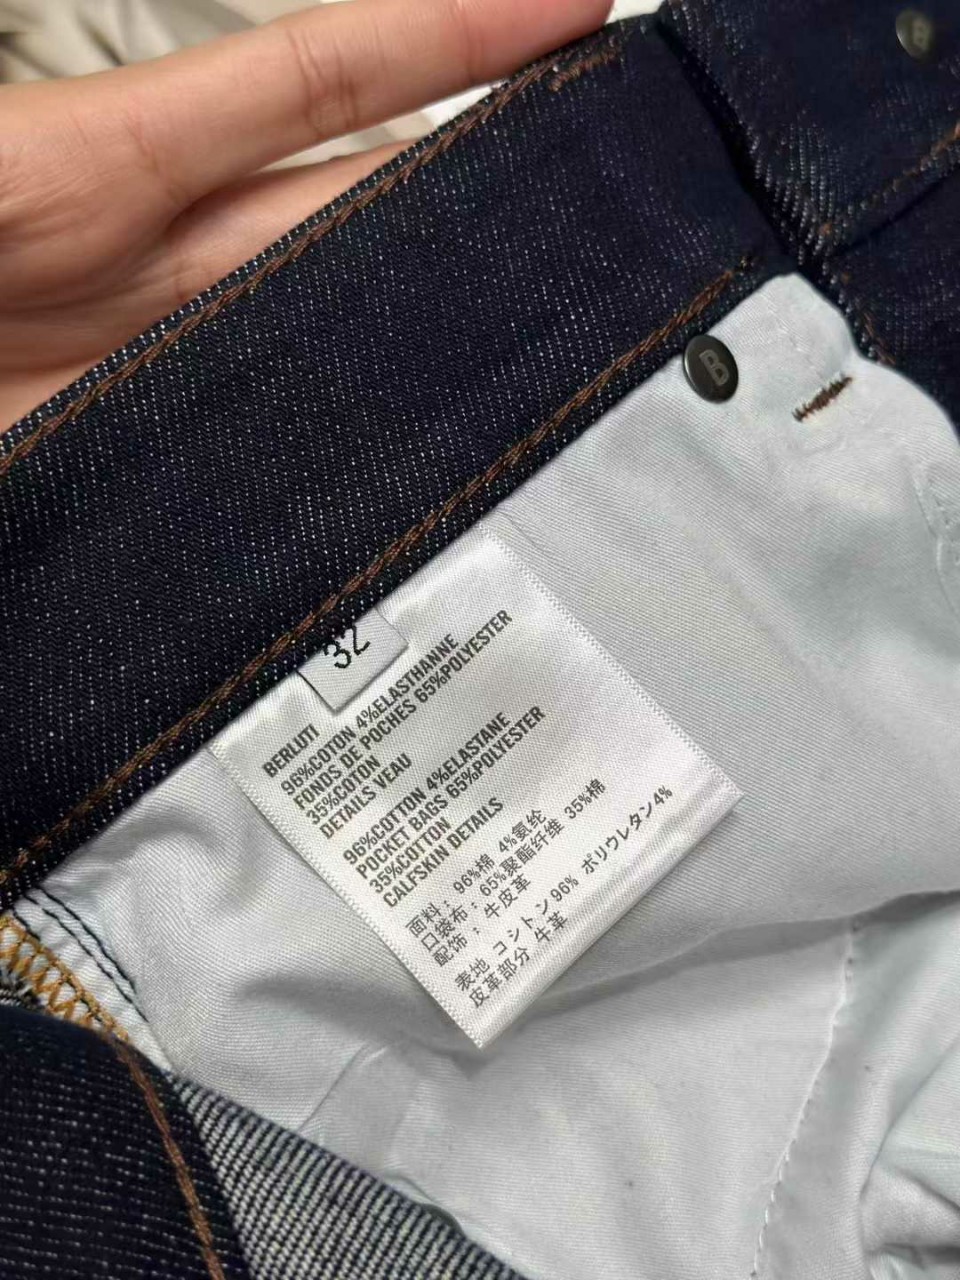 B
B
32
BERLUTI
96%COTON 4%ELASTHANNE
FONDS DE POCHES 65%POLYESTER
35%COTON
DETAILS VEAU
96%COTTON 4%ELASTANE
POCKET BAGS 65%POLYESTER
35%COTTON
CALFSKIN DETAILS
面料: 96%棉 4%氨纶
口袋布: 65%聚酯纤维 35%棉
配饰: 牛皮革
表地 コシトン96% ポリウレタン4%
皮革部分 牛革